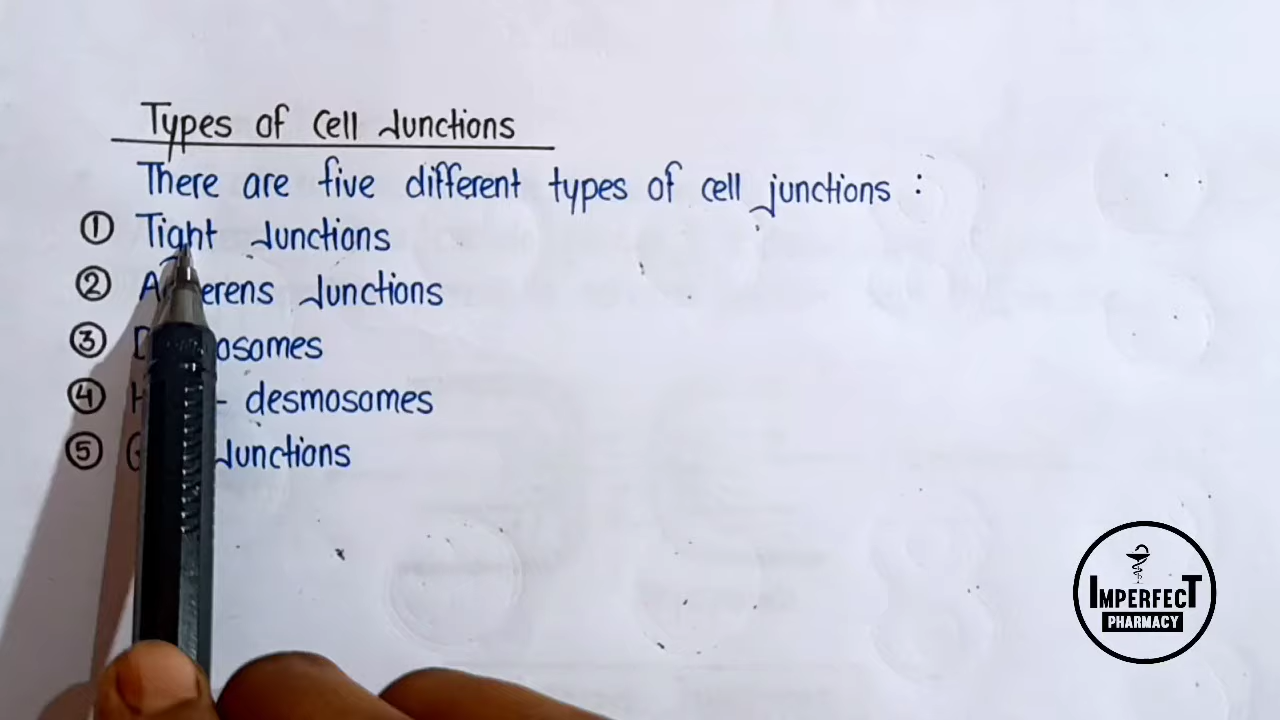 Types of Cell Junctions
There are five different types of cell junctions :
① Tight Junctions
② Junctions
③
④ - desmosomes
⑤ Junctions
IMPERFECT
PHARMACY